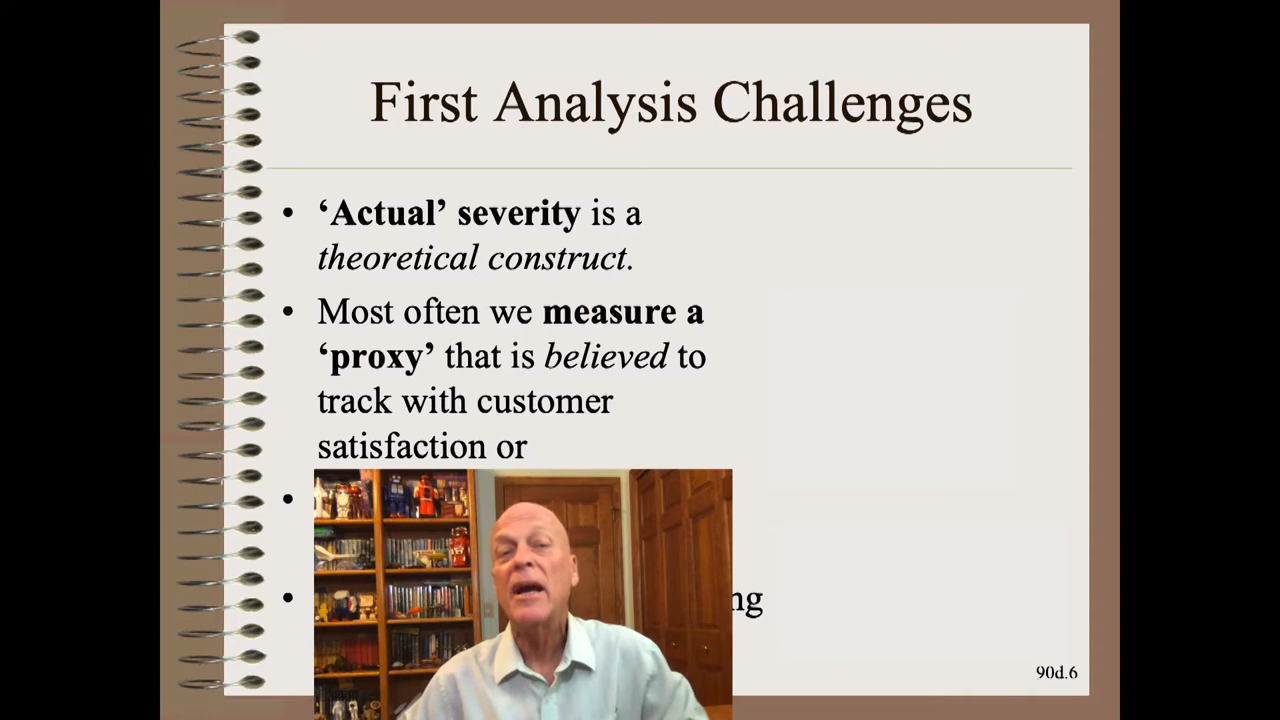 First Analysis Challenges
• ‘Actual’ severity is a
theoretical construct.
• Most often we measure a
‘proxy’ that is believed to
track with customer
satisfaction or
•
•
ng
90d.6